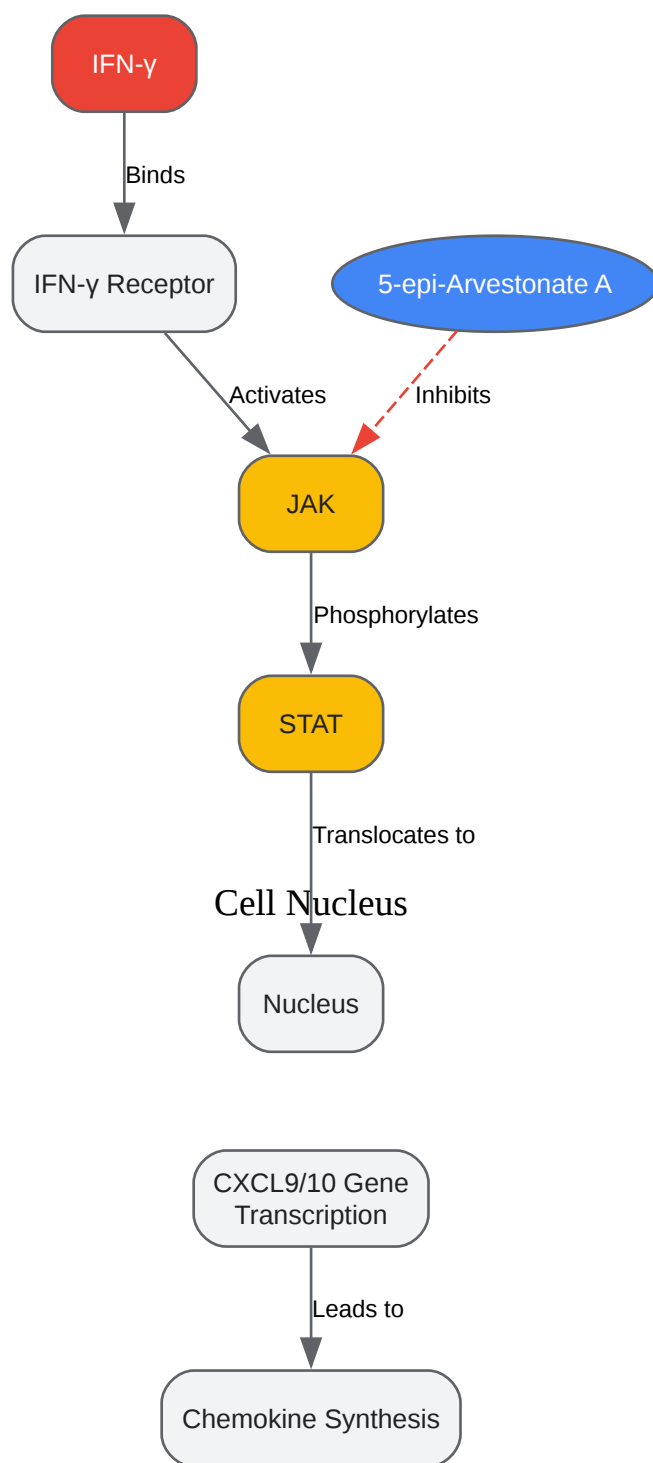 IFN-γ
Binds
IFN-γ Receptor
5-epi-Arvestonate A
Activates
Inhibits
JAK
Phosphorylates
STAT
Translocates to
Cell Nucleus
Nucleus
CXCL9/10 Gene
Transcription
Leads to
Chemokine Synthesis